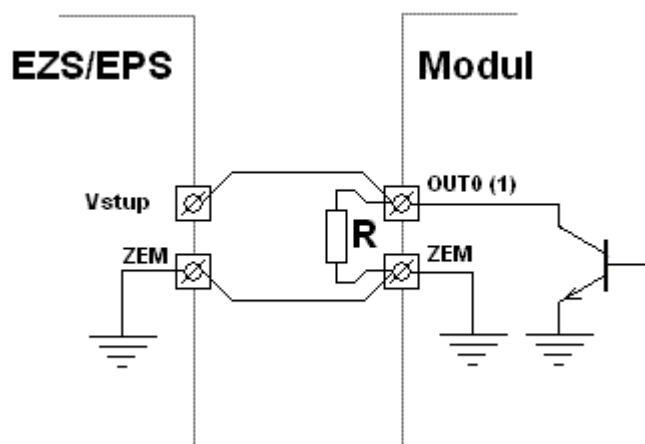 EZS/EPS
Modul
Vstup
OUT0 (1)
ZEM
R
ZEM